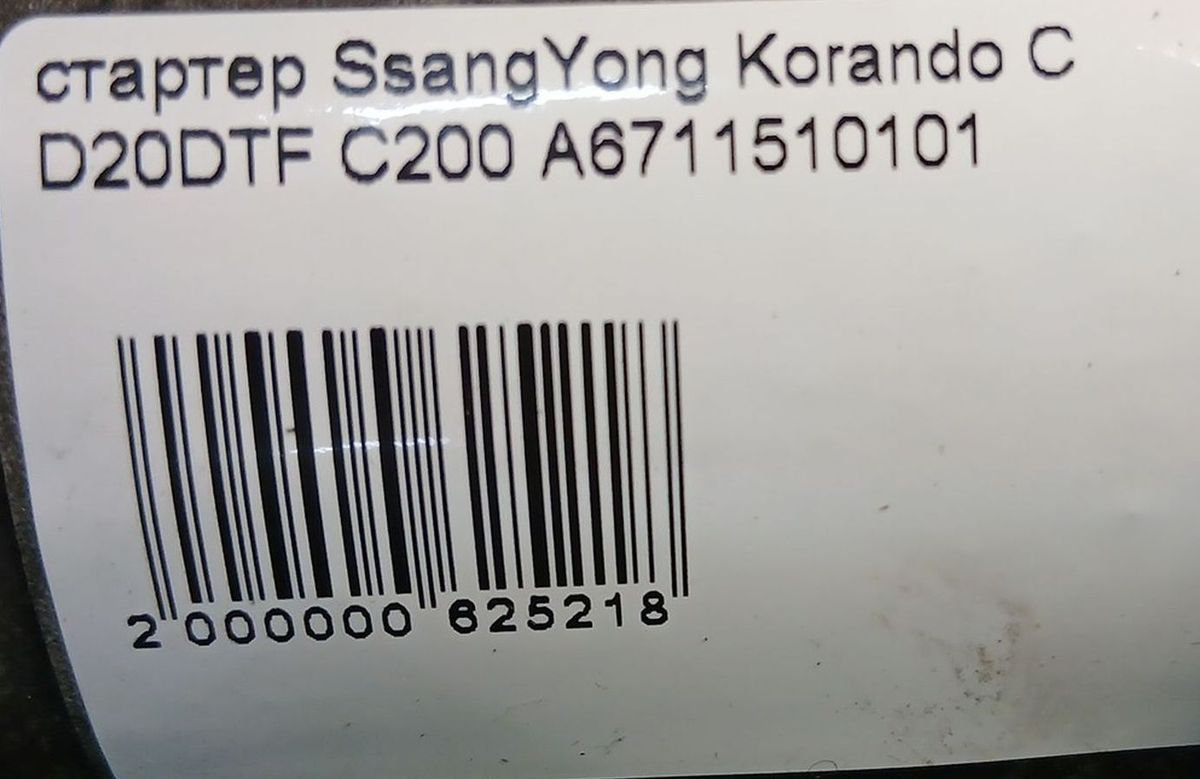 стартер SsangYong Korando C
D20DTF C200 A6711510101
2 000000 625218